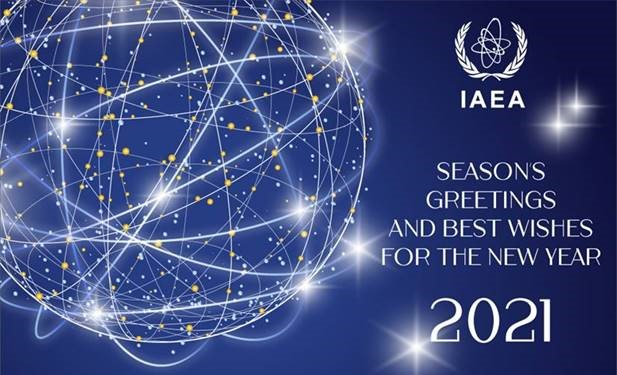 IAEA
SEASON'S
GREETINGS
AND BEST WISHES
FOR THE NEW YEAR
2021